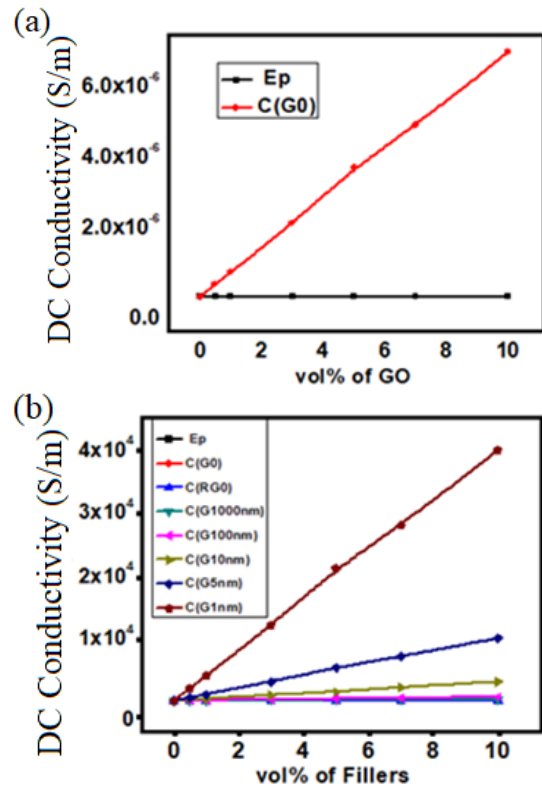 (a)
DC Conductivity (S/m)
6.0x10⁻⁶
4.0x10⁻⁶
2.0x10⁻⁶
0.0
Ep
C(G0)
0 2 4 6 8 10
vol% of GO
(b)
DC Conductivity (S/m)
4x10⁴
3x10⁴
2x10⁴
1x10⁴
0
Ep
C(G0)
C(RG0)
C(G1000nm)
C(G100nm)
C(G10nm)
C(G5nm)
C(G1nm)
0 2 4 6 8 10
vol% of Fillers